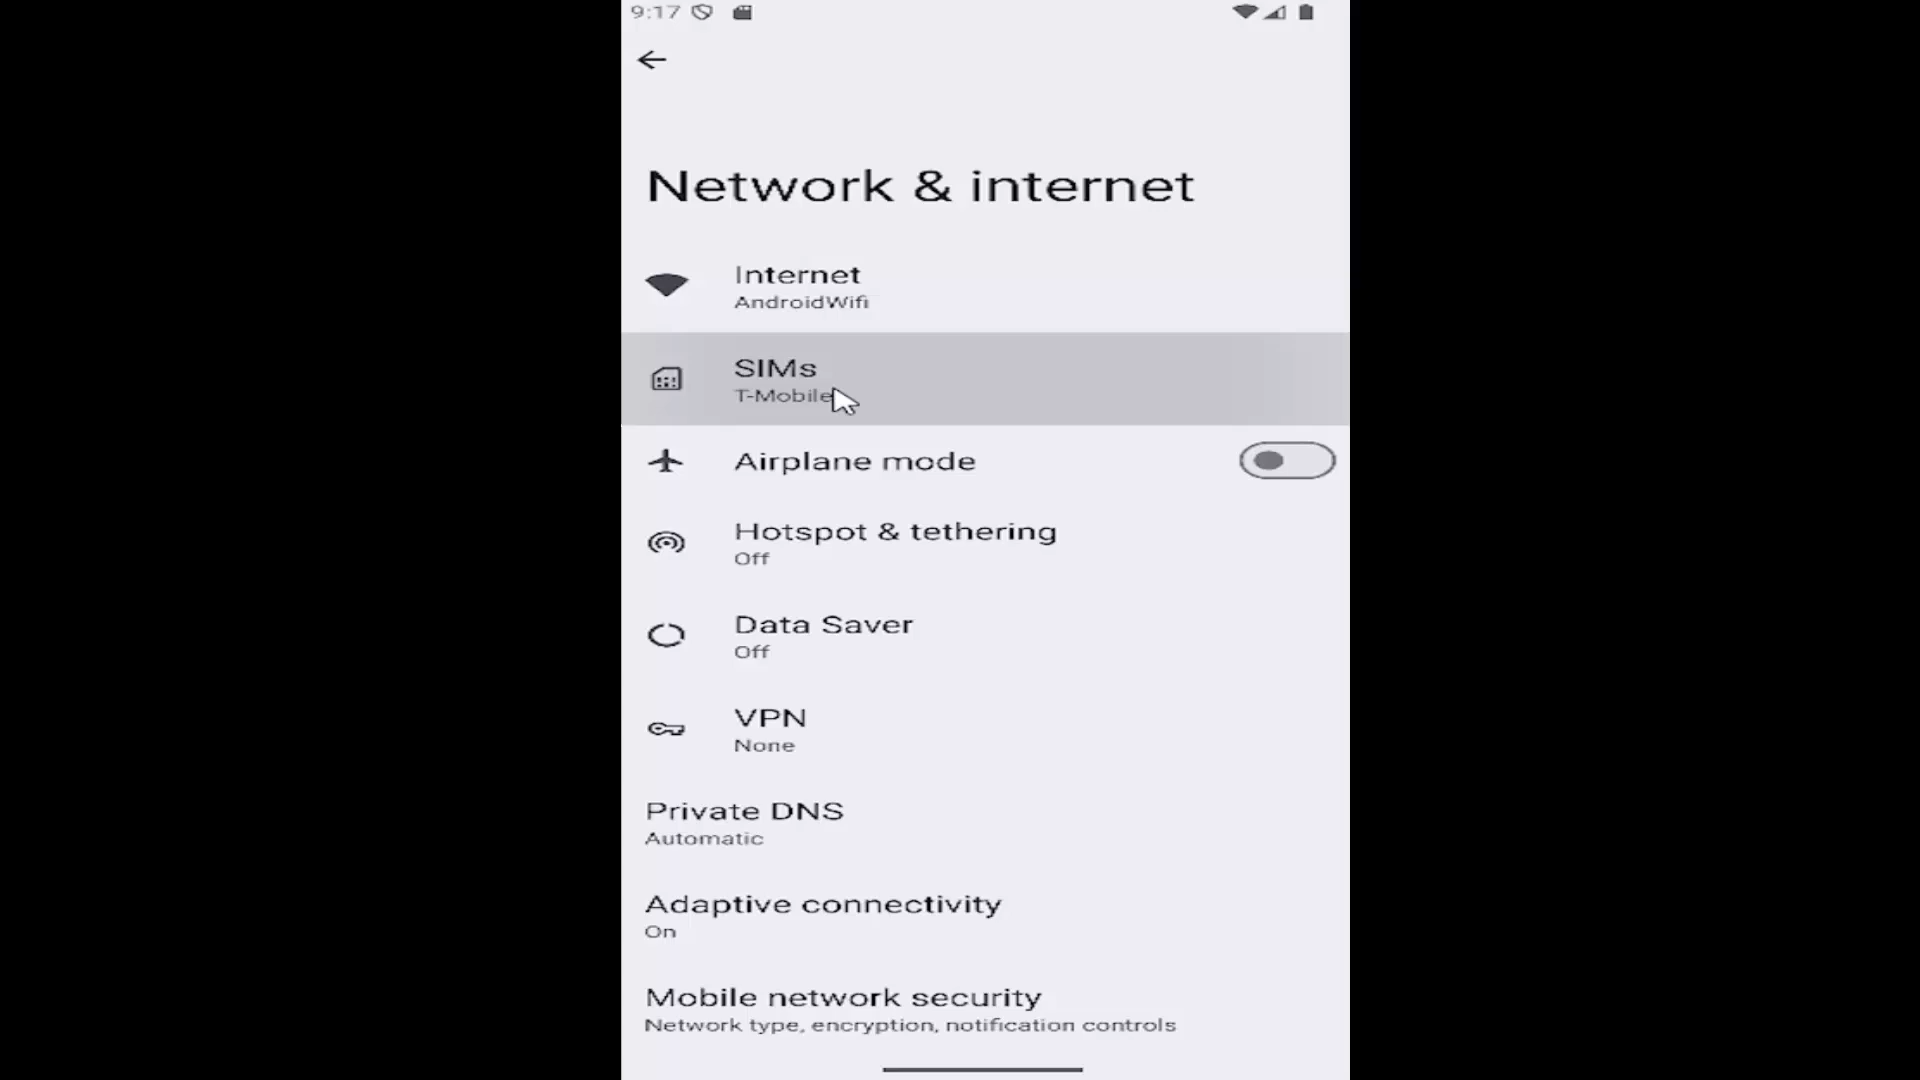 9:17
Network & internet
Internet
AndroidWifi
SIMs
T-Mobile
Airplane mode
Hotspot & tethering
Off
Data Saver
Off
VPN
None
Private DNS
Automatic
Adaptive connectivity
On
Mobile network security
Network type, encryption, notification controls